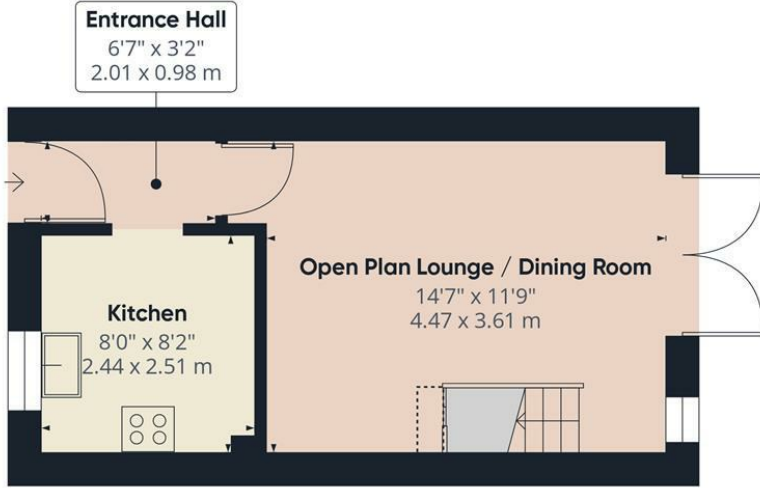 Entrance Hall
6'7" x 3'2"
2.01 x 0.98 m
Open Plan Lounge / Dining Room
14'7" x 11'9"
4.47 x 3.61 m
Kitchen
8'0" x 8'2"
2.44 x 2.51 m